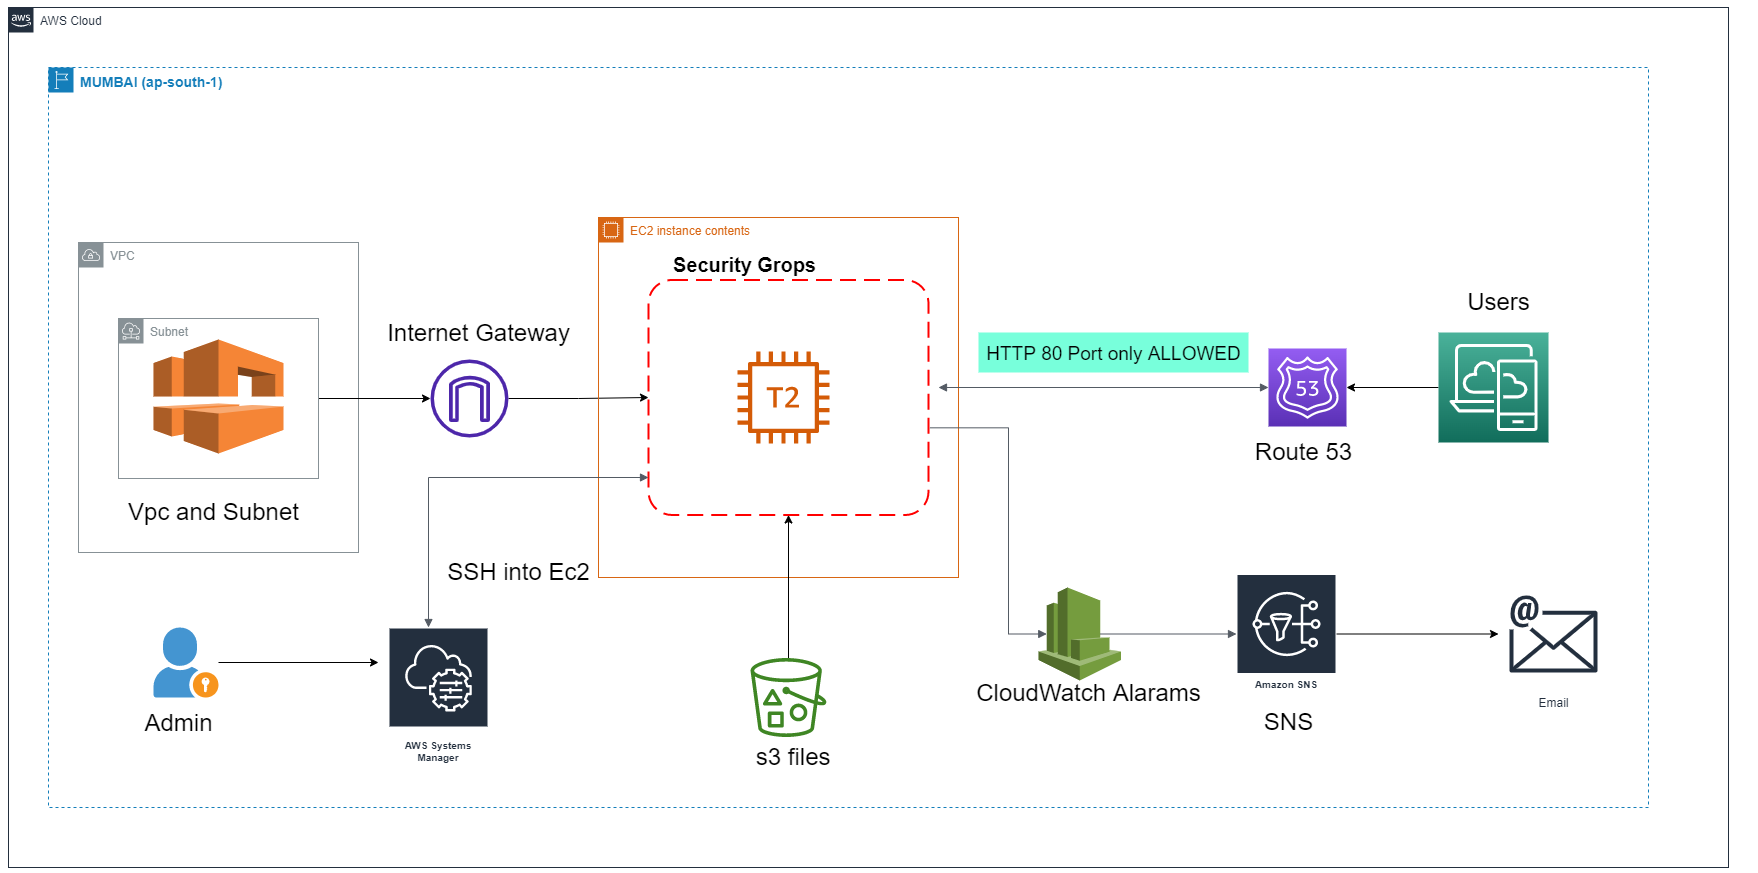 aws
AWS Cloud
MUMBAI (ap-south-1)
EC2 instance contents
VPC
Security Grops
Subnet
Internet Gateway
T2
HTTP 80 Port only ALLOWED
Users
53
Route 53
Vpc and Subnet
SSH into Ec2
Admin
AWS Systems
Manager
s3 files
CloudWatch Alarams
Amazon SNS
SNS
@
Email